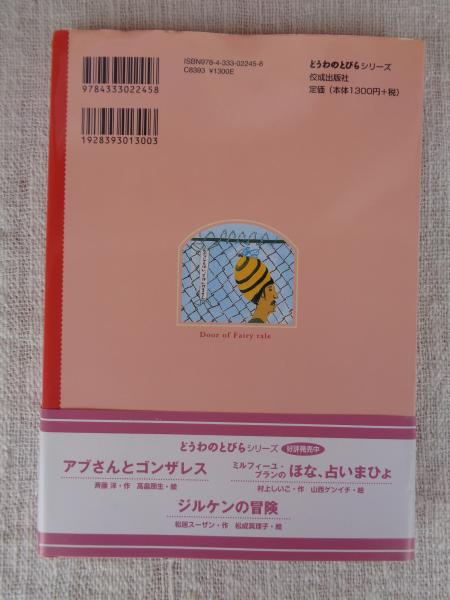 ISBN978-4-333-02245-8
C8393 ¥1300E
どうわのとびらシリーズ
佼成出版社
定価(本体1300円+税)
9784333022458
1928393013003
Door of Fairy tale
どうわのとびらシリーズ 好評発売中
アブさんとゴンザレス
斉藤 洋・作 高畠那生・絵
ミルフィーユ・ブランの ほな、占いまひょ
村上しいこ・作 山西ゲンイチ・絵
ジルケンの冒険
松居スーザン・作 松成真理子・絵